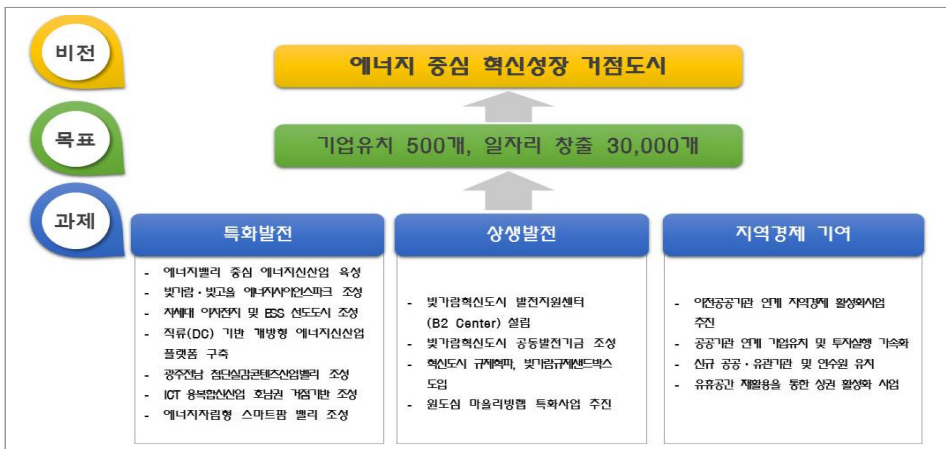 비전
에너지 중심 혁신성장 거점도시
목표
기업유치 500개, 일자리 창출 30,000개
과제
특화발전
- 에너지밸리 중심 에너지신산업 육성
- 빛가람·빛고을 에너지사이언스파크 조성
- 차세대 이차전지 및 ESS 선도도시 조성
- 직류(DC) 기반 개방형 에너지신산업
플랫폼 구축
- 광주전남 첨단실감콘텐츠산업밸리 조성
- ICT 융복합신산업 호남권 거점기반 조성
- 에너지자립형 스마트팜 밸리 조성
상생발전
- 빛가람혁신도시 발전지원센터
(B2 Center) 설립
- 빛가람혁신도시 공동발전기금 조성
- 혁신도시 규제혁파, 빛가람규제샌드박스
도입
- 원도심 마을리빙랩 특화사업 추진
지역경제 기여
- 이전공공기관 연계 지역경제 활성화사업
추진
- 공공기관 연계 기업유치 및 투자실행 가속화
- 신규 공공·유관기관 및 연수원 유치
- 유휴공간 재활용을 통한 상권 활성화 사업